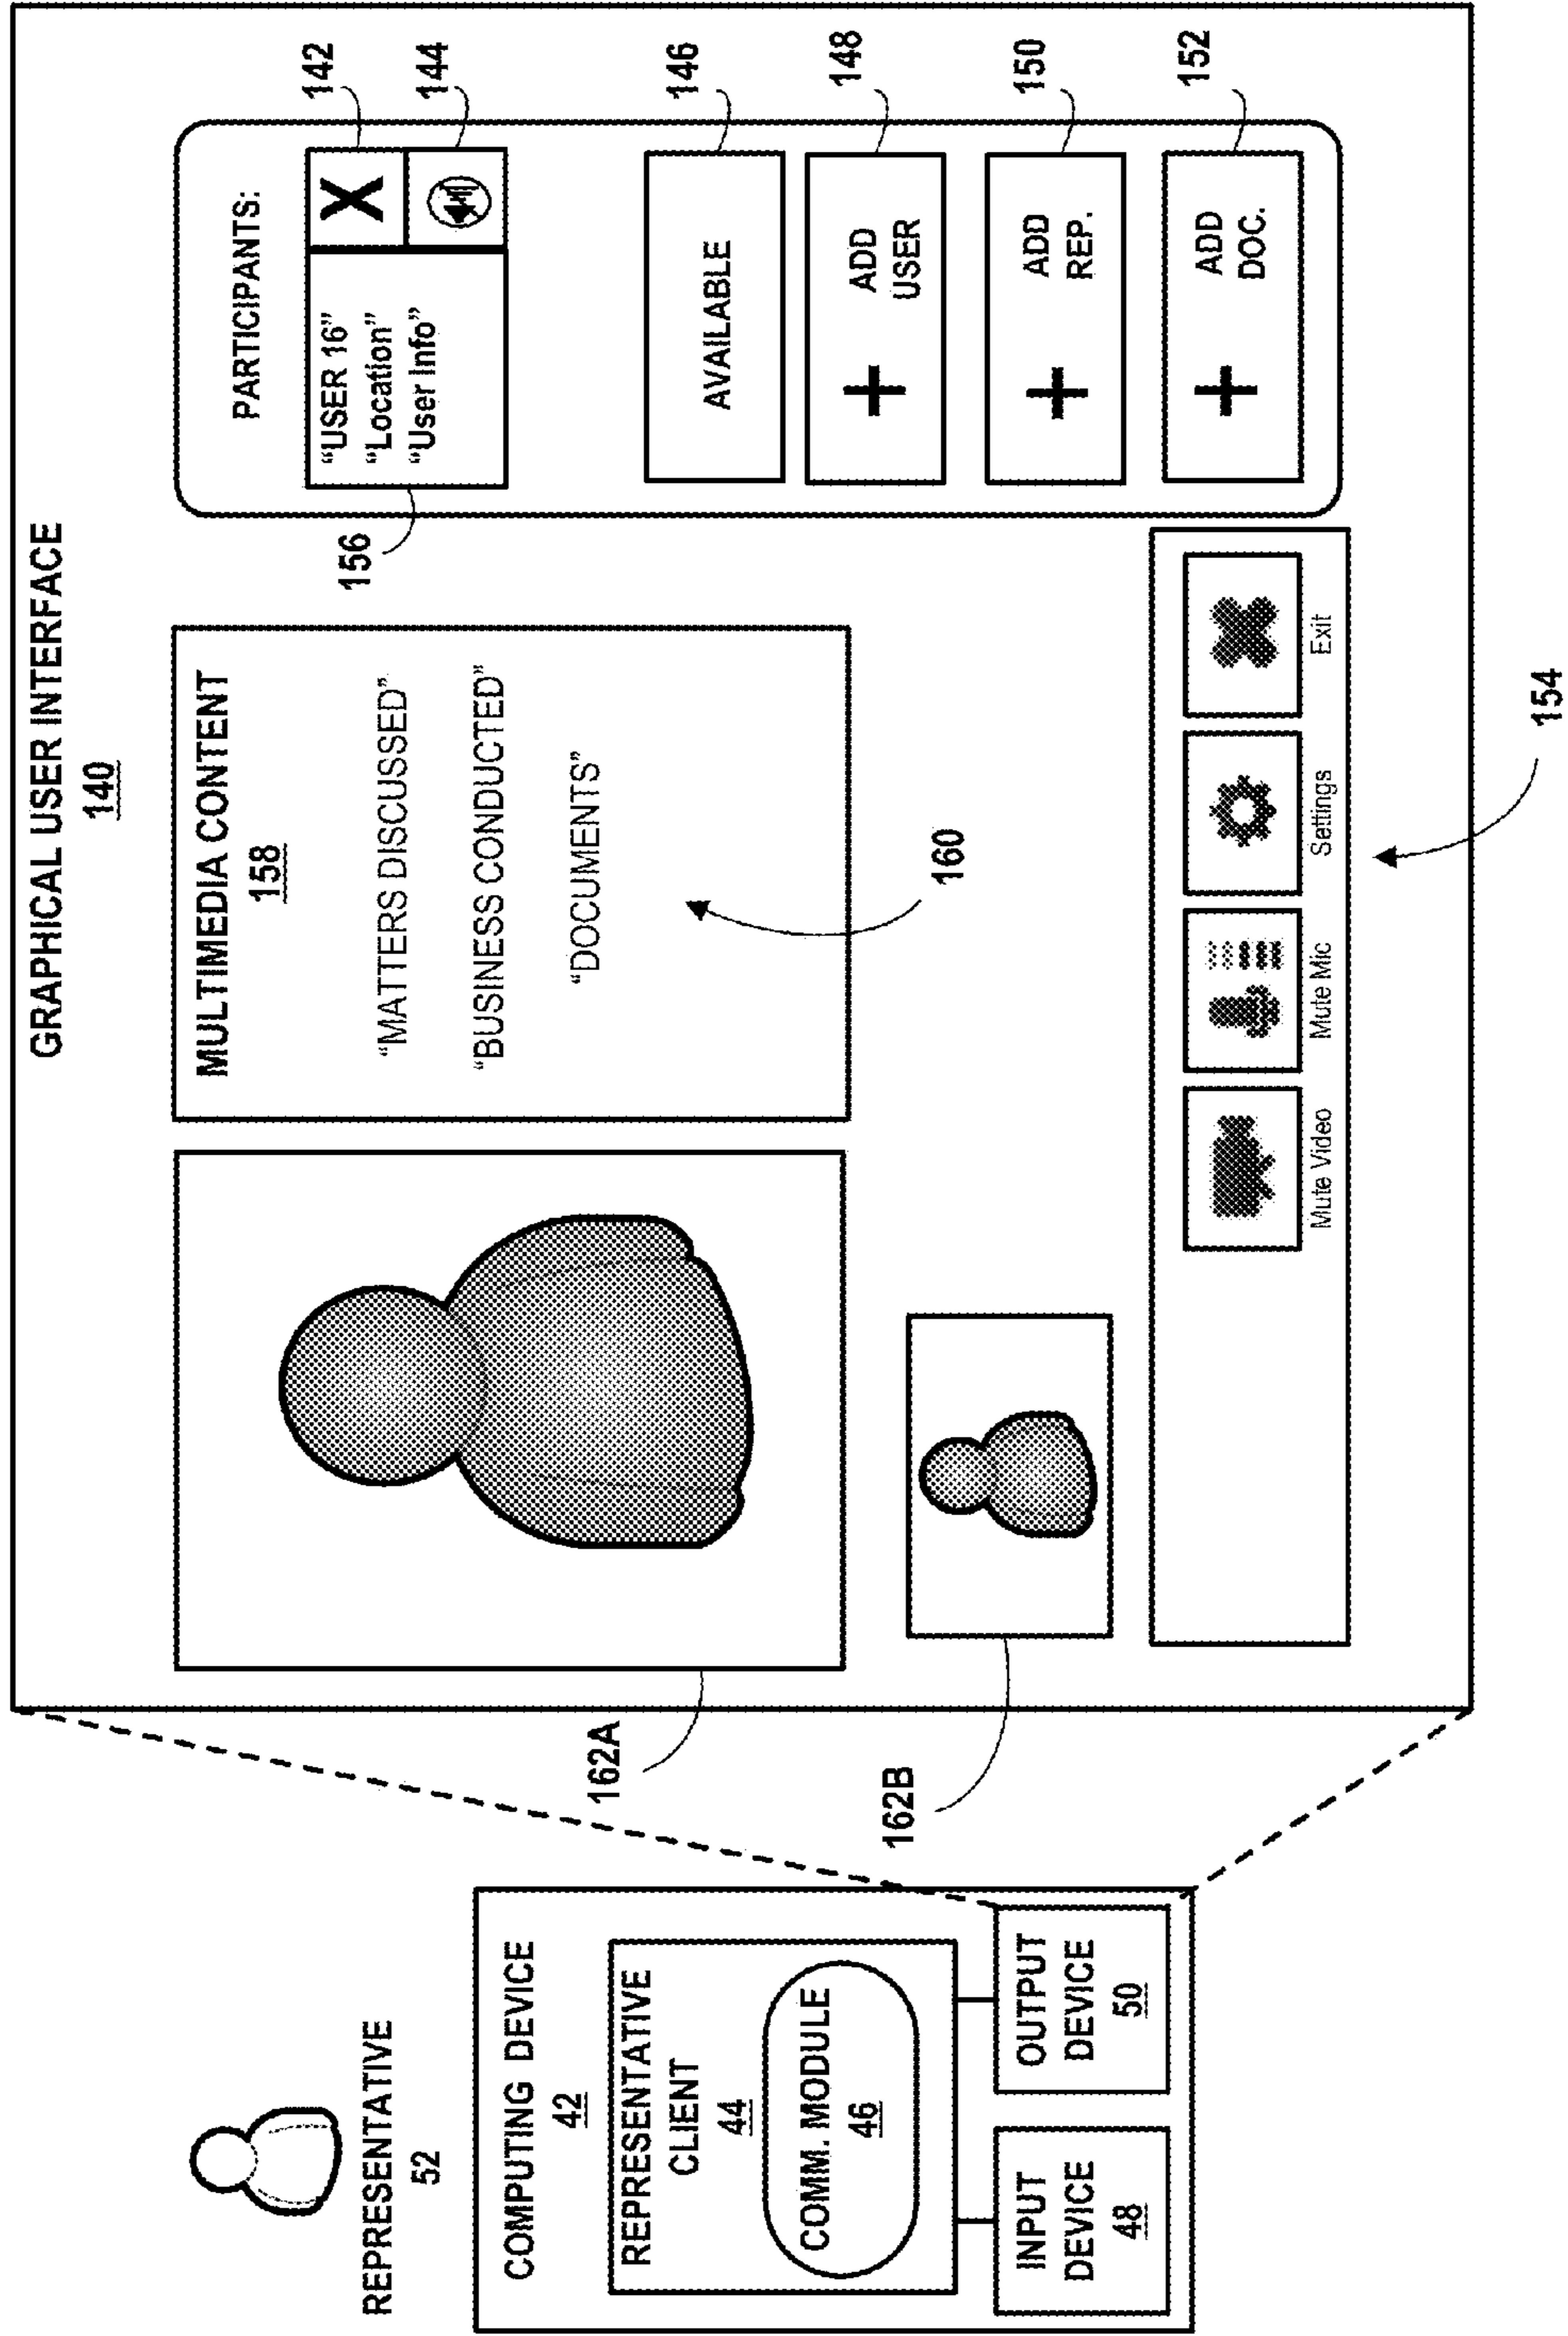 REPRESENTATIVE
52
COMPUTING DEVICE
42
REPRESENTATIVE
CLIENT
44
COMM. MODULE
46
INPUT
DEVICE
48
OUTPUT
DEVICE
50
GRAPHICAL USER INTERFACE
140
162A
162B
MULTIMEDIA CONTENT
158
“MATTERS DISCUSSED”
“BUSINESS CONDUCTED”
“DOCUMENTS”
160
PARTICIPANTS:
“USER 16”
“Location”
“User Info”
X
142
144
156
AVAILABLE
146
+ ADD
USER
148
+ ADD
REP.
150
+ ADD
DOC.
152
Mute Video
Mute Mic
Settings
Exit
154